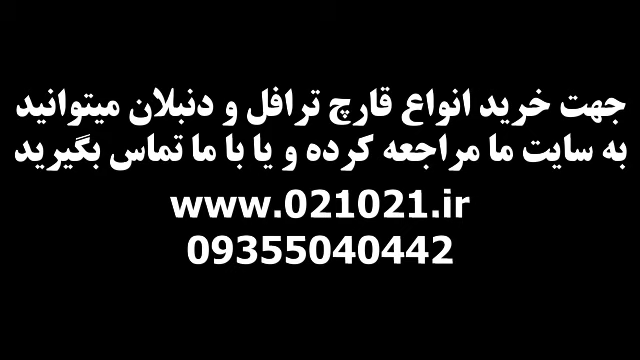 جهت خرید انواع قارچ ترافل و دنبلان میتوانید
به سایت ما مراجعه کرده و یا با ما تماس بگیرید
www.021021.ir
09355040442